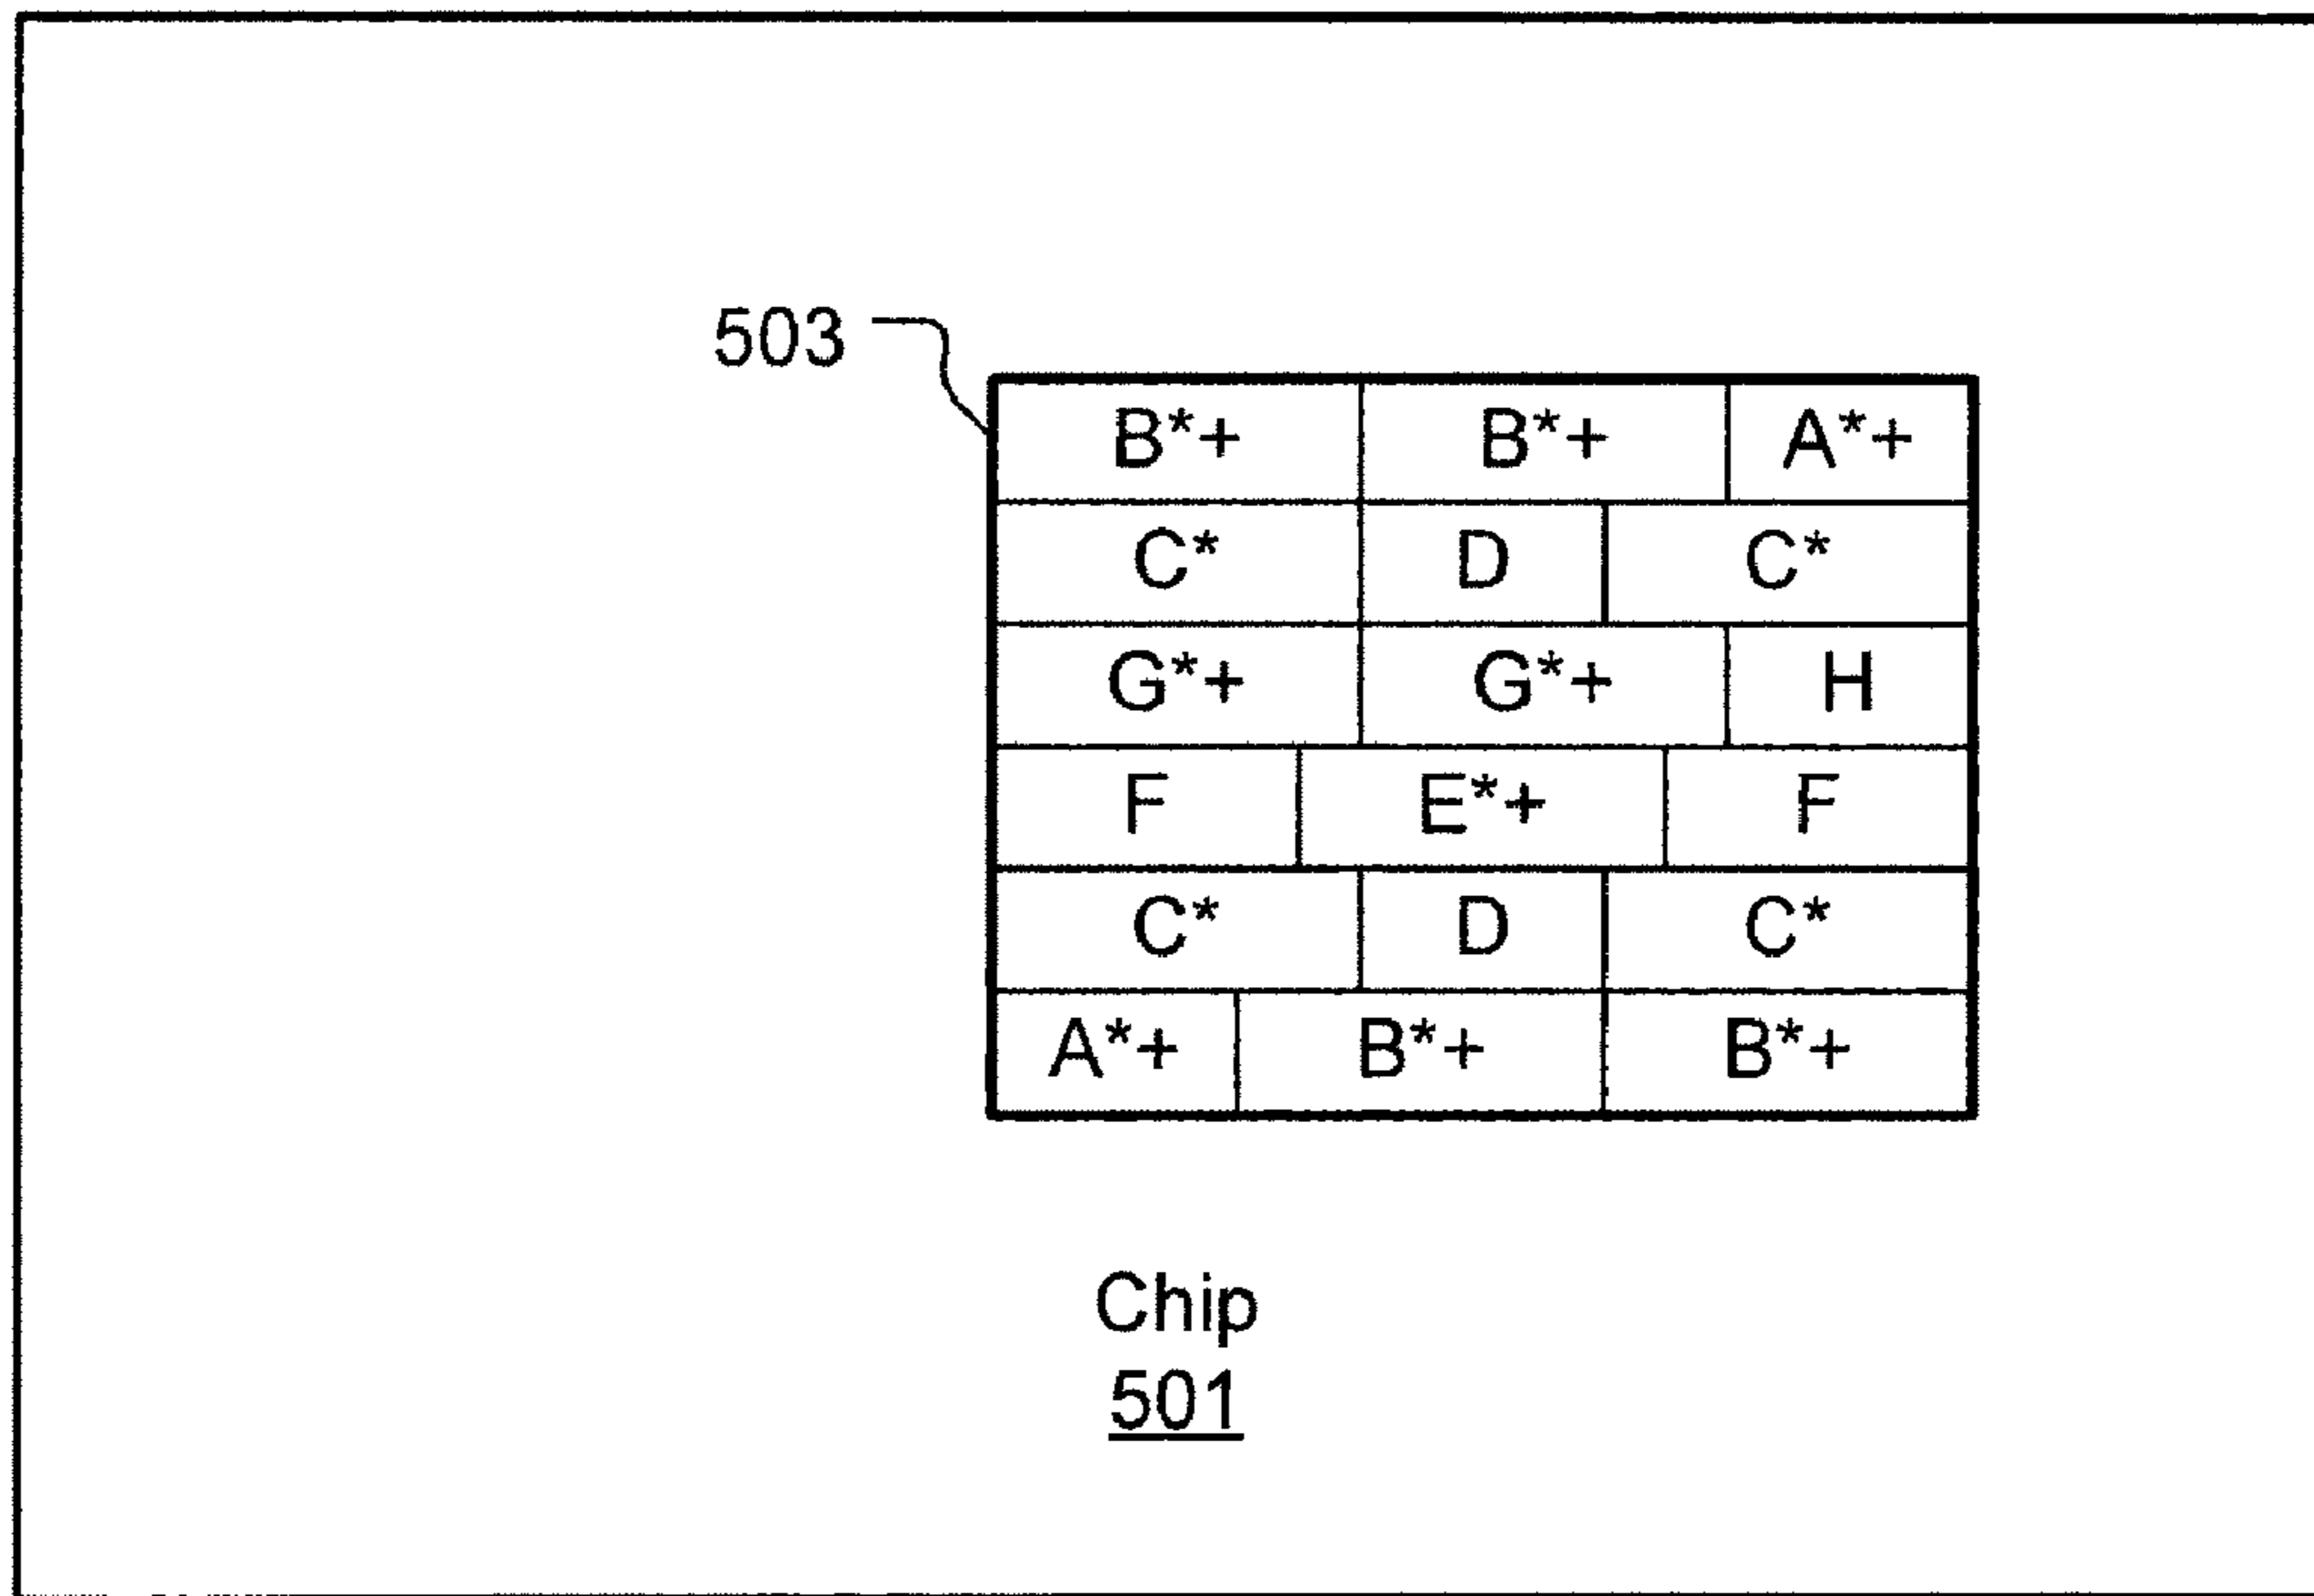 503
B*+ B*+ A*+
C* D C*
G*+ G*+ H
F E*+ F
C* D C*
A*+ B*+ B*+
Chip
501